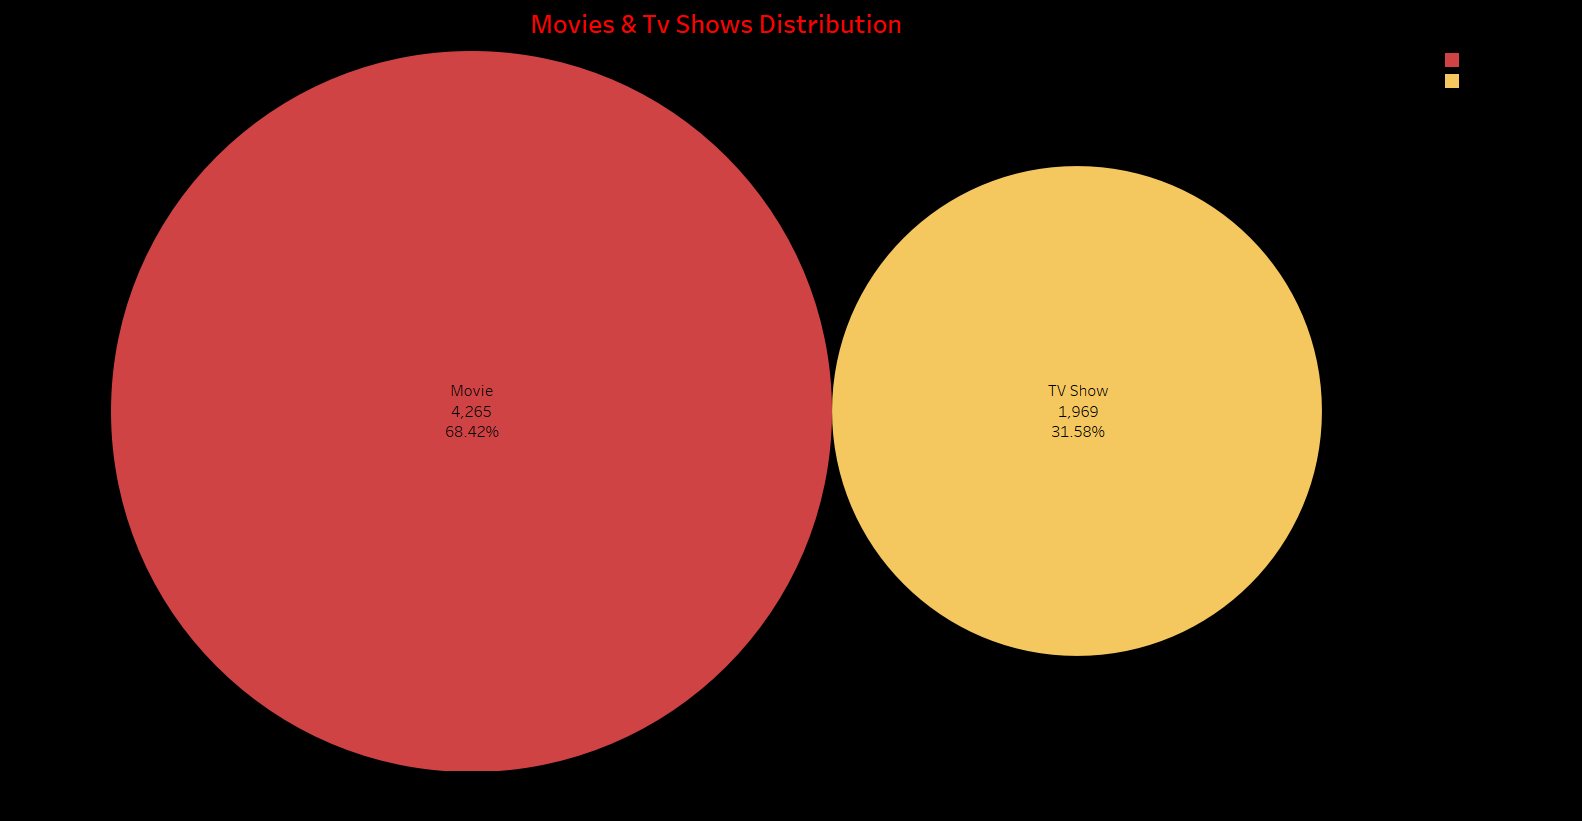 Movies & Tv Shows Distribution
Movie
4,265
68.42%
TV Show
1,969
31.58%